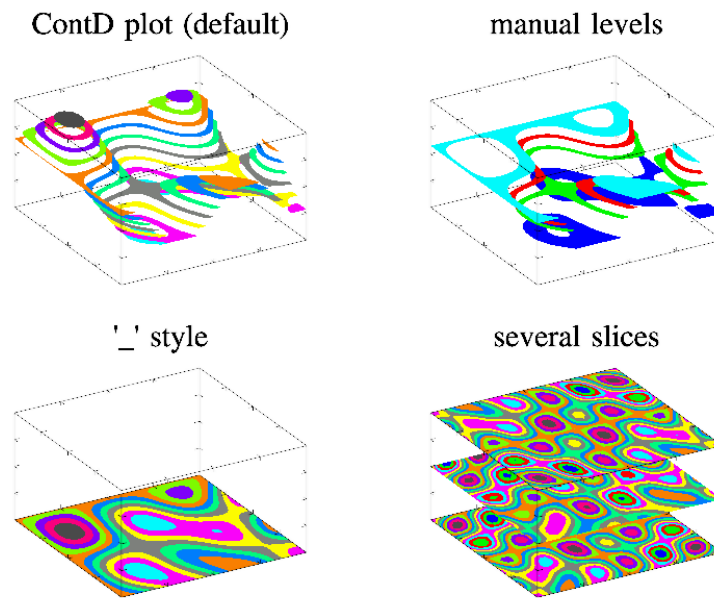 ContD plot (default)
manual levels
'_' style
several slices